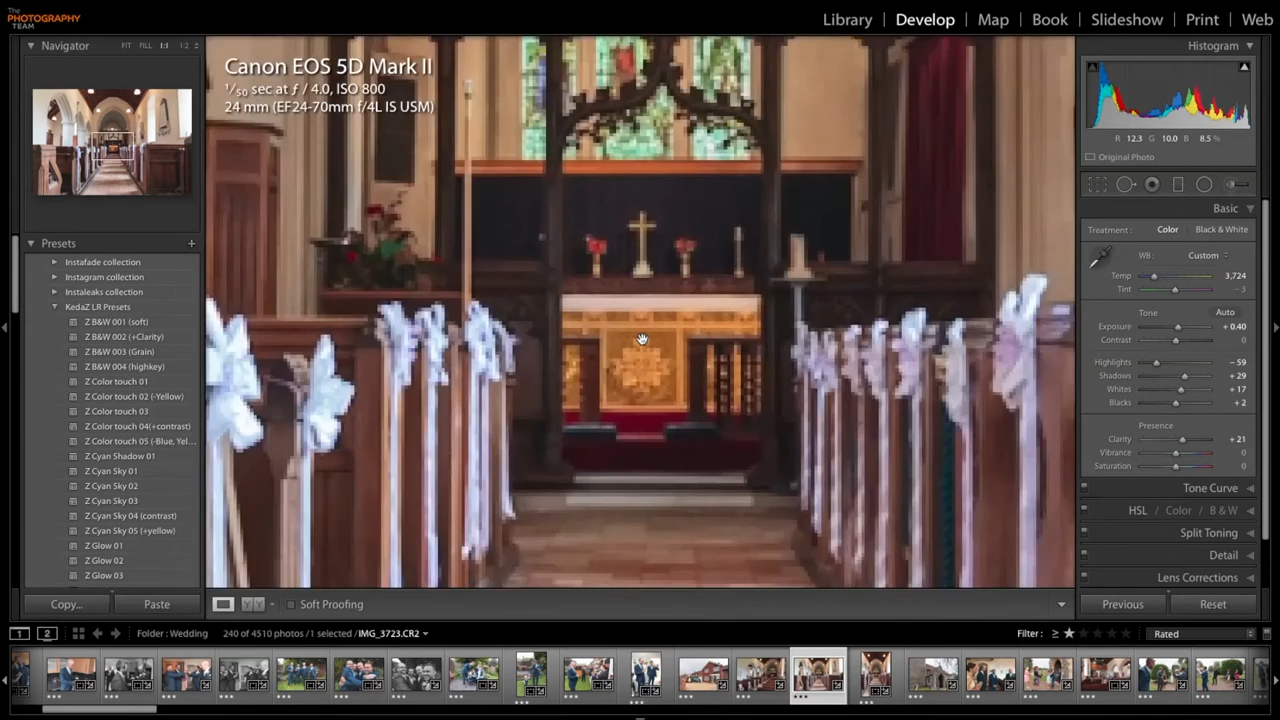 The
PHOTOGRAPHY
TEAM
Library | Develop | Map | Book | Slideshow | Print | Web
Navigator FIT FILL 1:1 1:2
Canon EOS 5D Mark II
1/50 sec at ƒ / 4.0, ISO 800
24 mm (EF24-70mm f/4L IS USM)
Presets +
Instafade collection
Instagram collection
Instaleaks collection
KedaZ LR Presets
Z B&W 001 (soft)
Z B&W 002 (+Clarity)
Z B&W 003 (Grain)
Z B&W 004 (highkey)
Z Color touch 01
Z Color touch 02 (-Yellow)
Z Color touch 03
Z Color touch 04(+contrast)
Z Color touch 05 (-Blue, Yel...
Z Cyan Shadow 01
Z Cyan Sky 01
Z Cyan Sky 02
Z Cyan Sky 03
Z Cyan Sky 04 (contrast)
Z Cyan Sky 05 (+yellow)
Z Glow 01
Z Glow 02
Z Glow 03
Copy... Paste
Y Y Soft Proofing
Histogram
R 12.3 G 10.0 B 8.5 %
Original Photo
Basic
Treatment : Color Black & White
WB : Custom
Temp 3,724
Tint – 3
Tone Auto
Exposure + 0.40
Contrast 0
Highlights – 59
Shadows + 29
Whites + 17
Blacks + 2
Presence
Clarity + 21
Vibrance 0
Saturation 0
Tone Curve
HSL / Color / B & W
Split Toning
Detail
Lens Corrections
Previous Reset
1 2 Folder : Wedding 240 of 4510 photos /1 selected /IMG_3723.CR2 Filter : ≥ ★ ★ ★ ★ ★ Rated